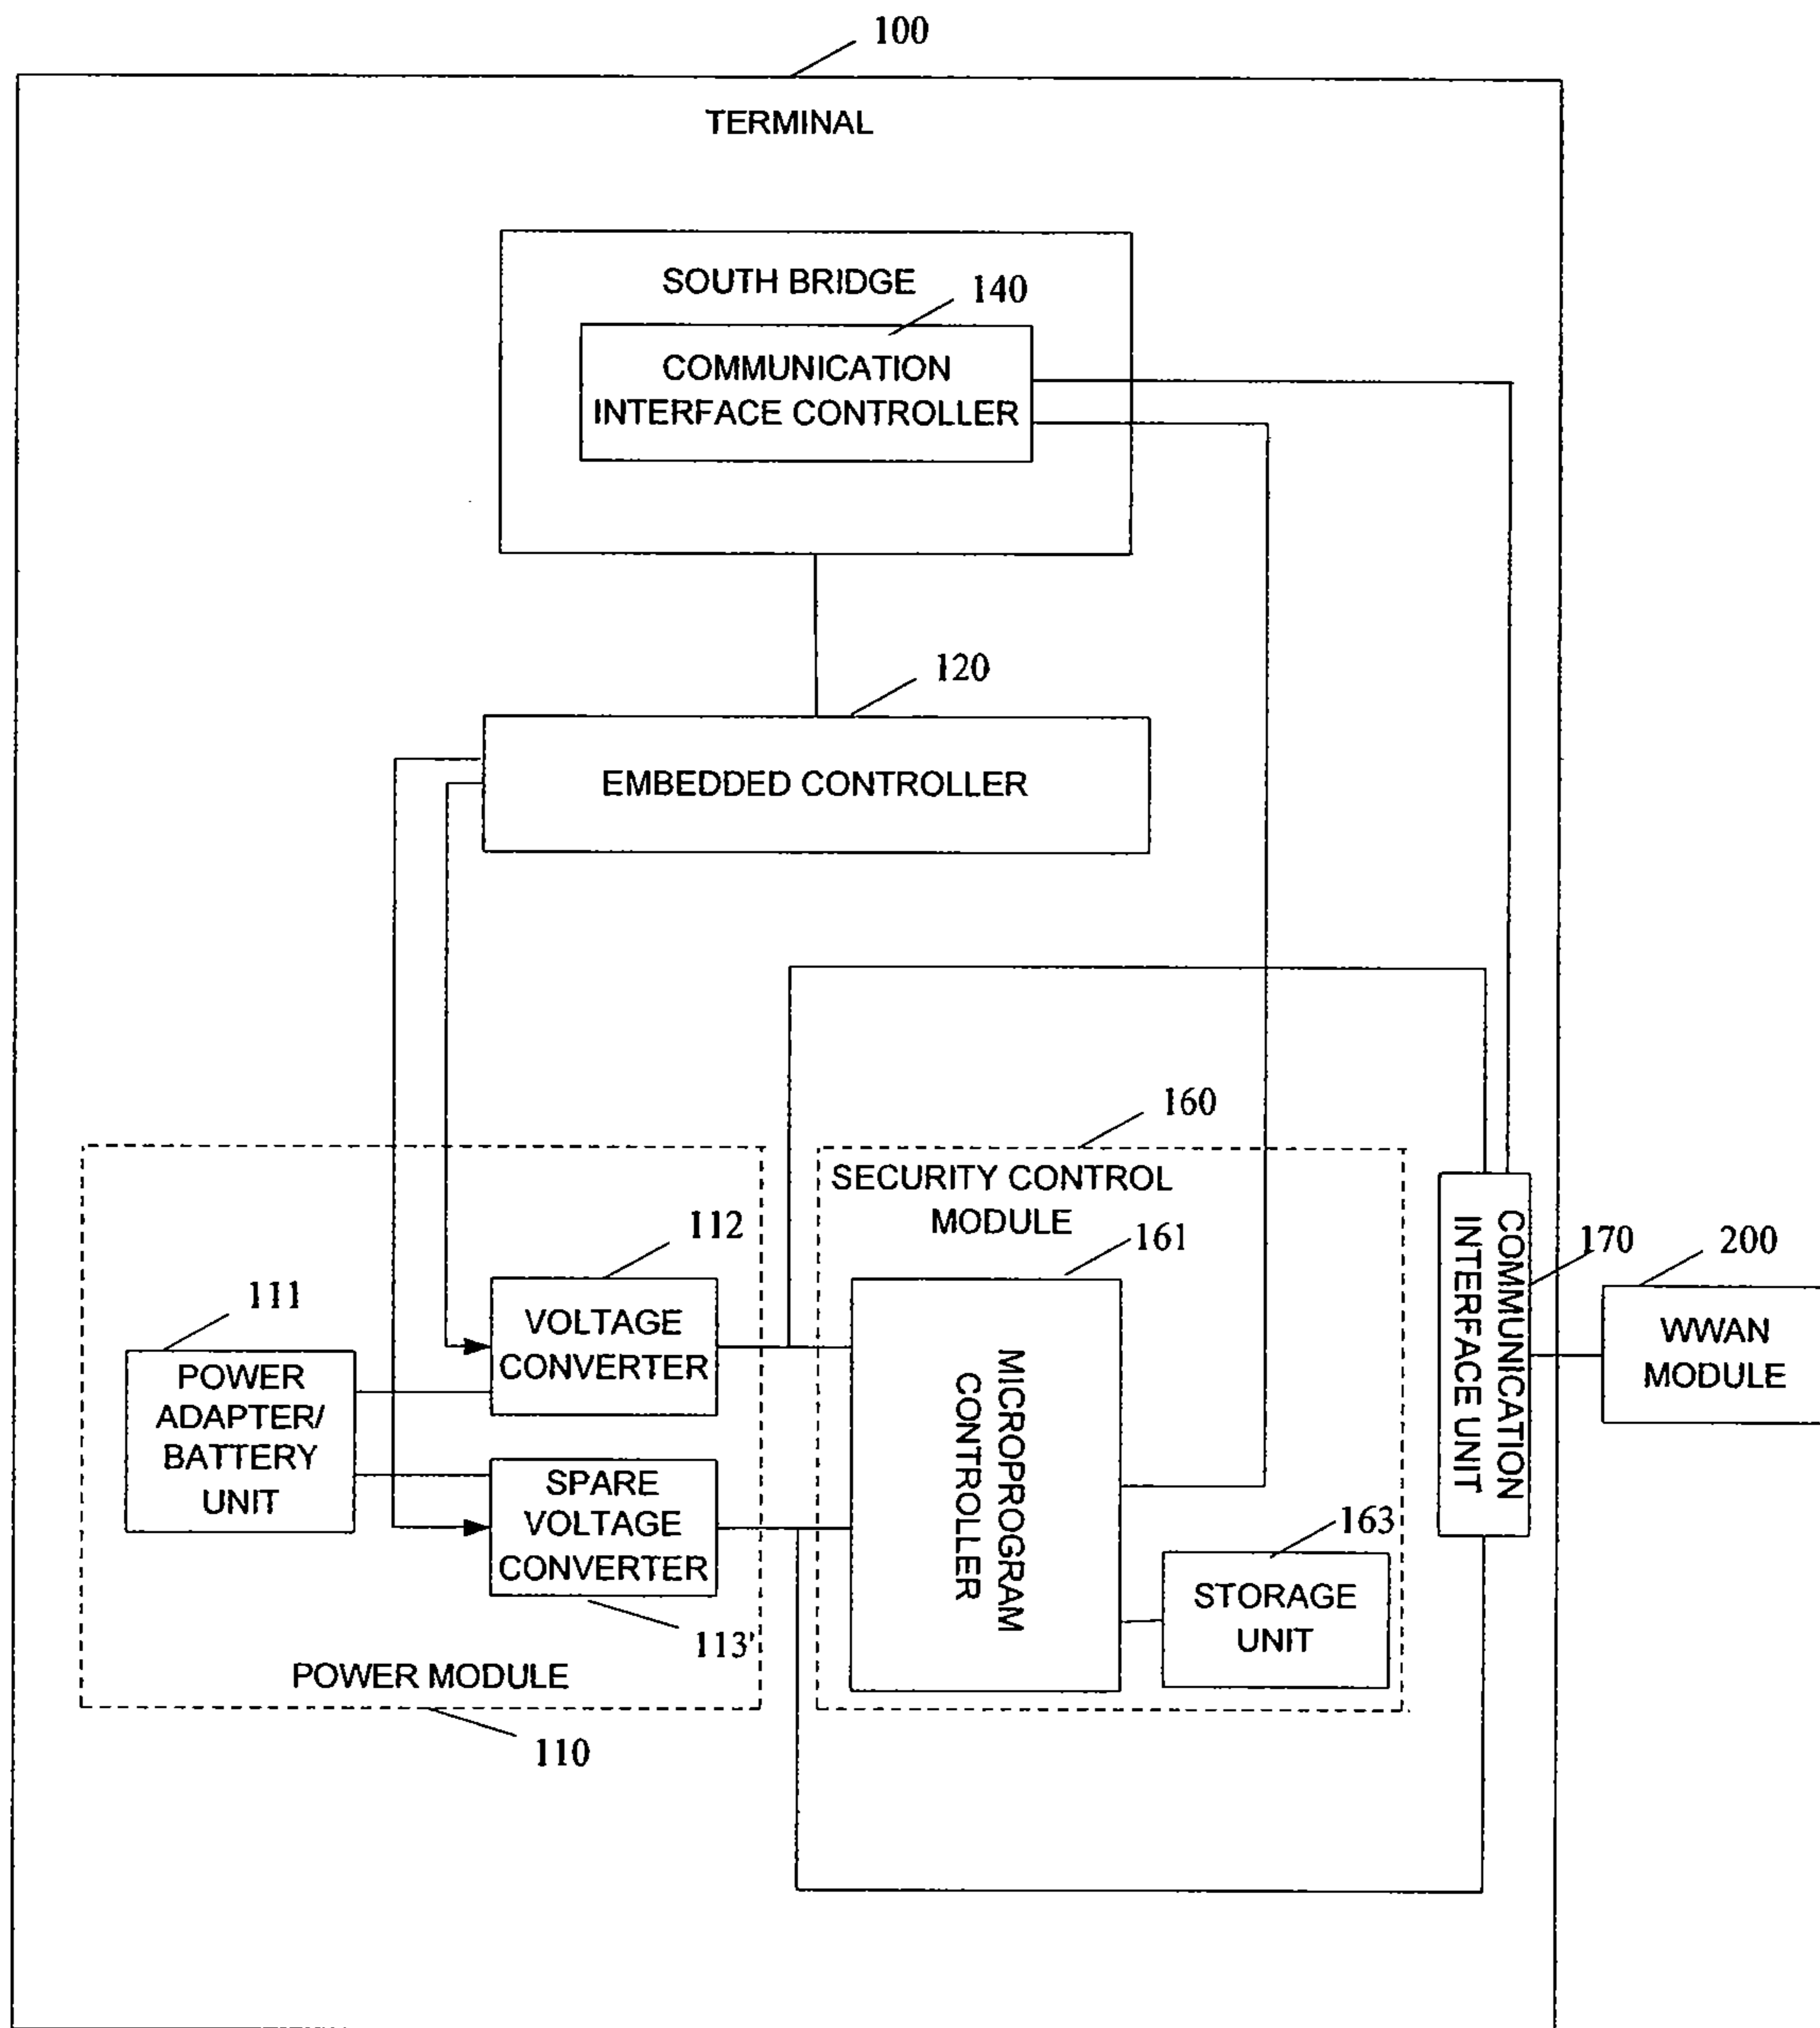 100
TERMINAL
SOUTH BRIDGE
140
COMMUNICATION
INTERFACE CONTROLLER
120
EMBEDDED CONTROLLER
160
SECURITY CONTROL
MODULE
112
161
111
VOLTAGE
CONVERTER
POWER
ADAPTER/
BATTERY
UNIT
SPARE
VOLTAGE
CONVERTER
113'
POWER MODULE
110
MICROPROGRAM
CONTROLLER
163
STORAGE
UNIT
COMMUNICATION
INTERFACE UNIT
170
200
WWAN
MODULE